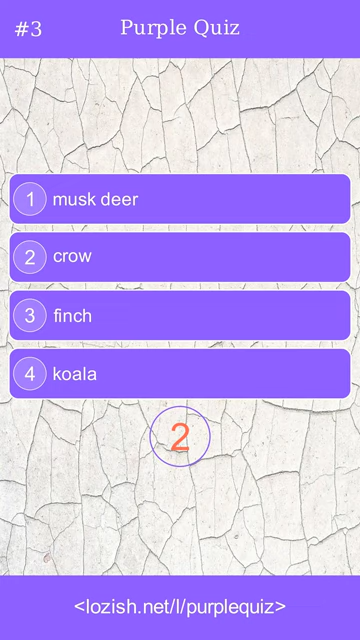 #3 Purple Quiz
1 musk deer
2 crow
3 finch
4 koala
2
<lozish.net/l/purplequiz>